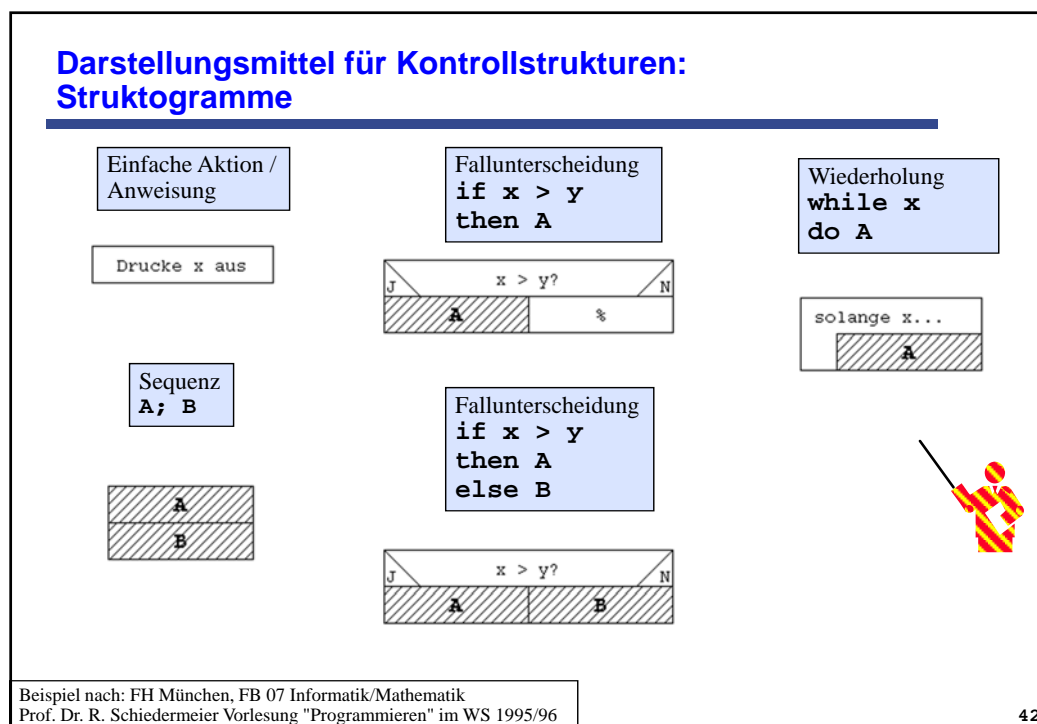 Darstellungsmittel für Kontrollstrukturen:
Struktogramme
Einfache Aktion /
Anweisung
Drucke x aus
Sequenz
A; B
A
B
Fallunterscheidung
if x > y
then A
x > y?
J
N
A
%
Fallunterscheidung
if x > y
then A
else B
x > y?
J
N
A
B
Wiederholung
while x
do A
solange x...
A
Beispiel nach: FH München, FB 07 Informatik/Mathematik
Prof. Dr. R. Schiedermeier Vorlesung "Programmieren" im WS 1995/96
42